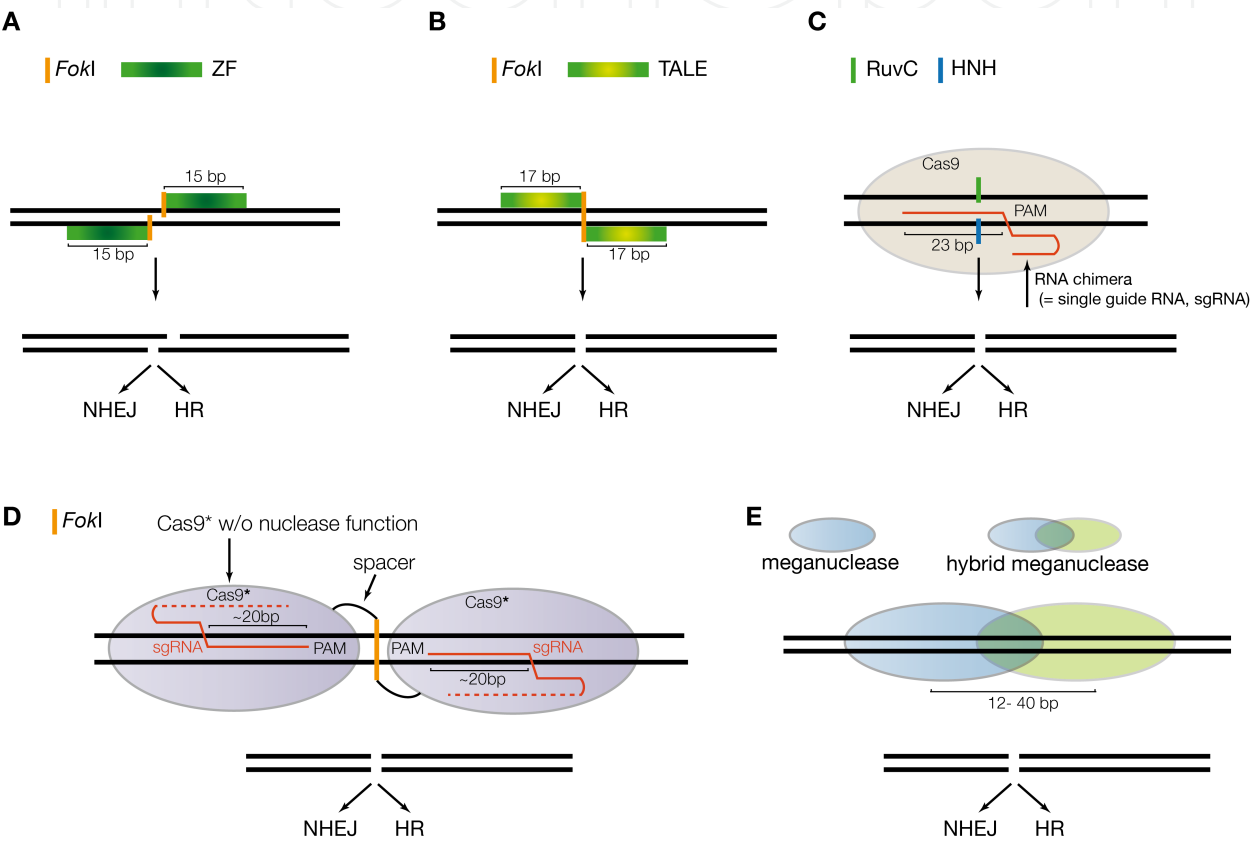 A
FokI
ZF
15 bp
15 bp
NHEJ
HR
B
FokI
TALE
17 bp
17 bp
NHEJ
HR
C
RuvC
HNH
Cas9
PAM
23 bp
RNA chimera
(= single guide RNA, sgRNA)
NHEJ
HR
D
FokI
Cas9* w/o nuclease function
spacer
Cas9*
~20bp
sgRNA
PAM
Cas9*
PAM
sgRNA
~20bp
NHEJ
HR
E
meganuclease
hybrid meganuclease
12- 40 bp
NHEJ
HR